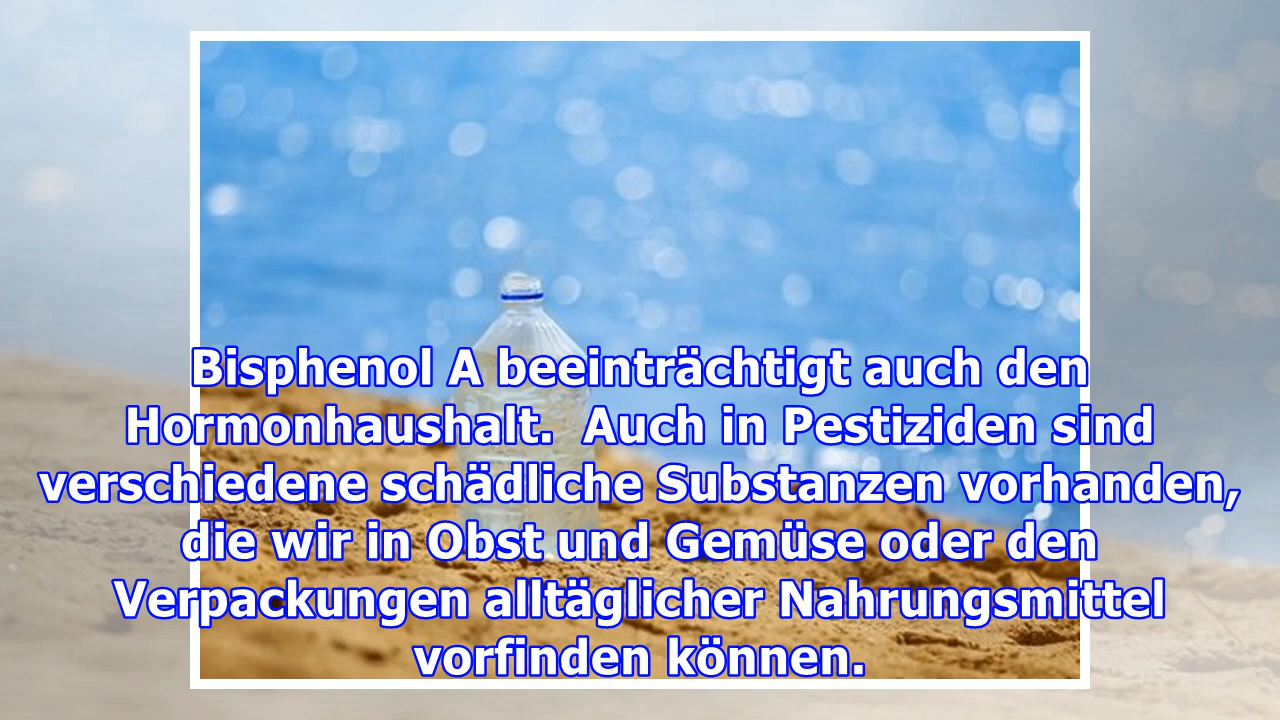 Bisphenol A beeinträchtigt auch den
Hormonhaushalt.  Auch in Pestiziden sind
verschiedene schädliche Substanzen vorhanden,
die wir in Obst und Gemüse oder den
Verpackungen alltäglicher Nahrungsmittel
vorfinden können.